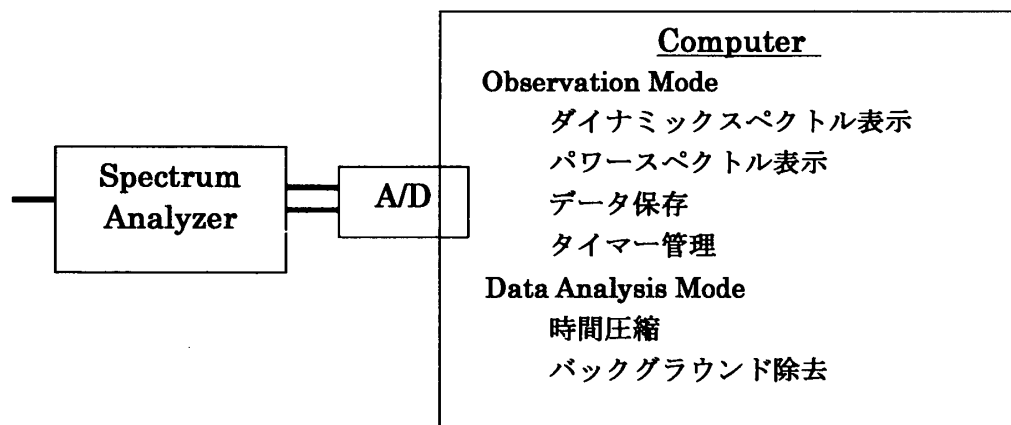 Spectrum
Analyzer
A/D
Computer
Observation Mode
ダイナミックスペクトル表示
パワースペクトル表示
データ保存
タイマー管理
Data Analysis Mode
時間圧縮
バックグラウンド除去